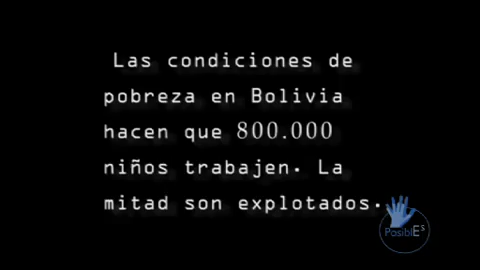 Las condiciones de
pobreza en Bolivia
hacen que 800.000
niños trabajen. La
mitad son explotados.
PosiblEs